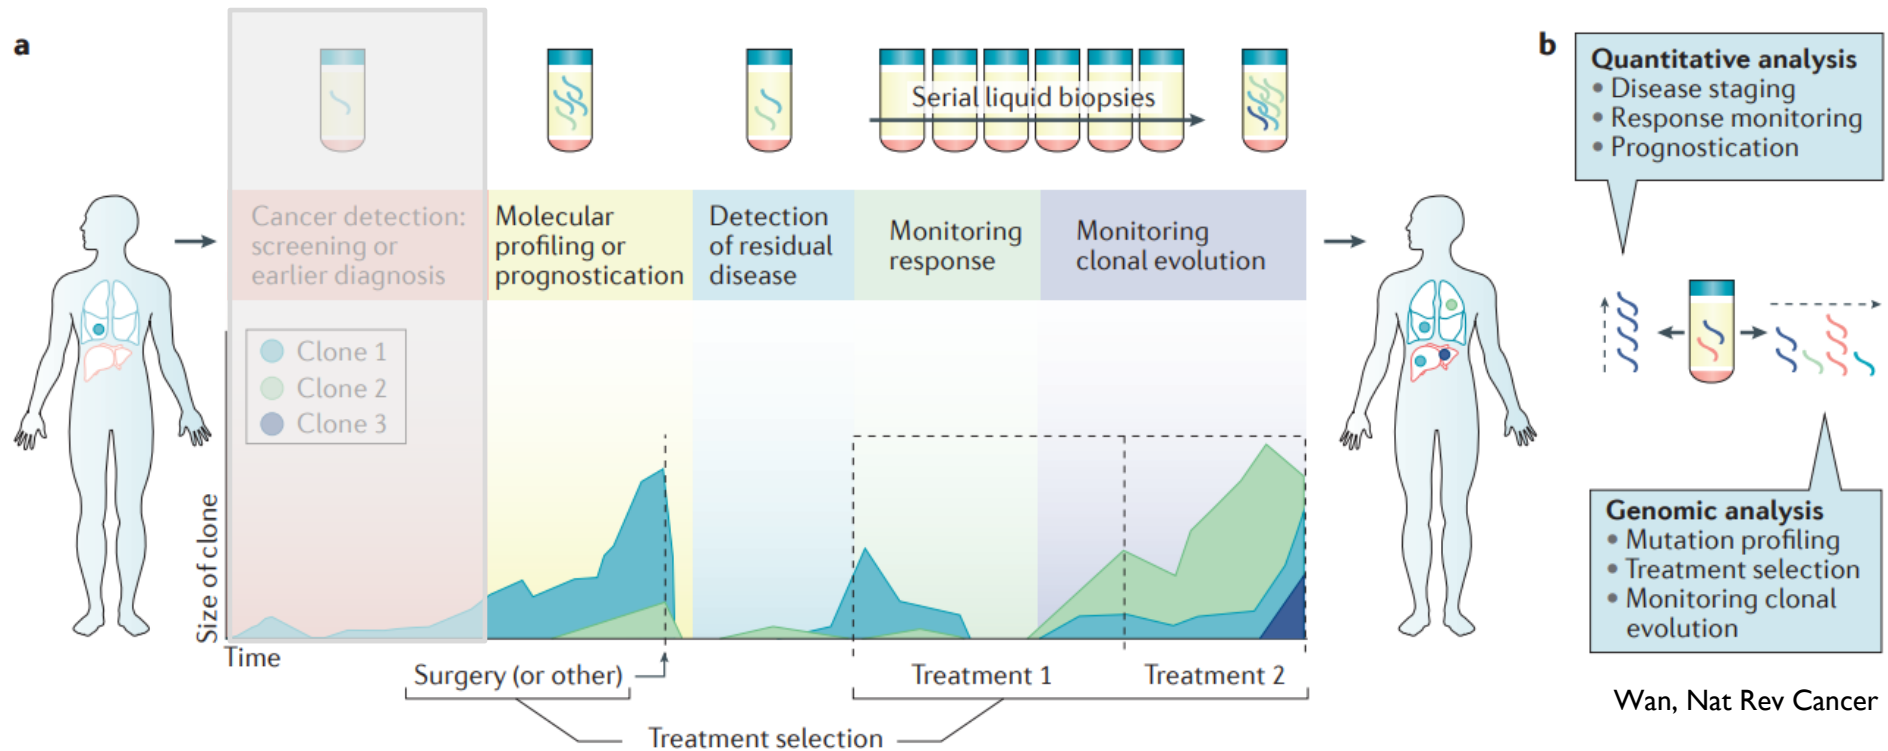 a
Serial liquid biopsies
Cancer detection:
screening or
earlier diagnosis
Molecular
profiling or
prognostication
Detection
of residual
disease
Monitoring
response
Monitoring
clonal evolution
Clone 1
Clone 2
Clone 3
Size of clone
Time
Surgery (or other)
Treatment 1
Treatment 2
Treatment selection
b
Quantitative analysis
• Disease staging
• Response monitoring
• Prognostication
Genomic analysis
• Mutation profiling
• Treatment selection
• Monitoring clonal
evolution
Wan, Nat Rev Cancer